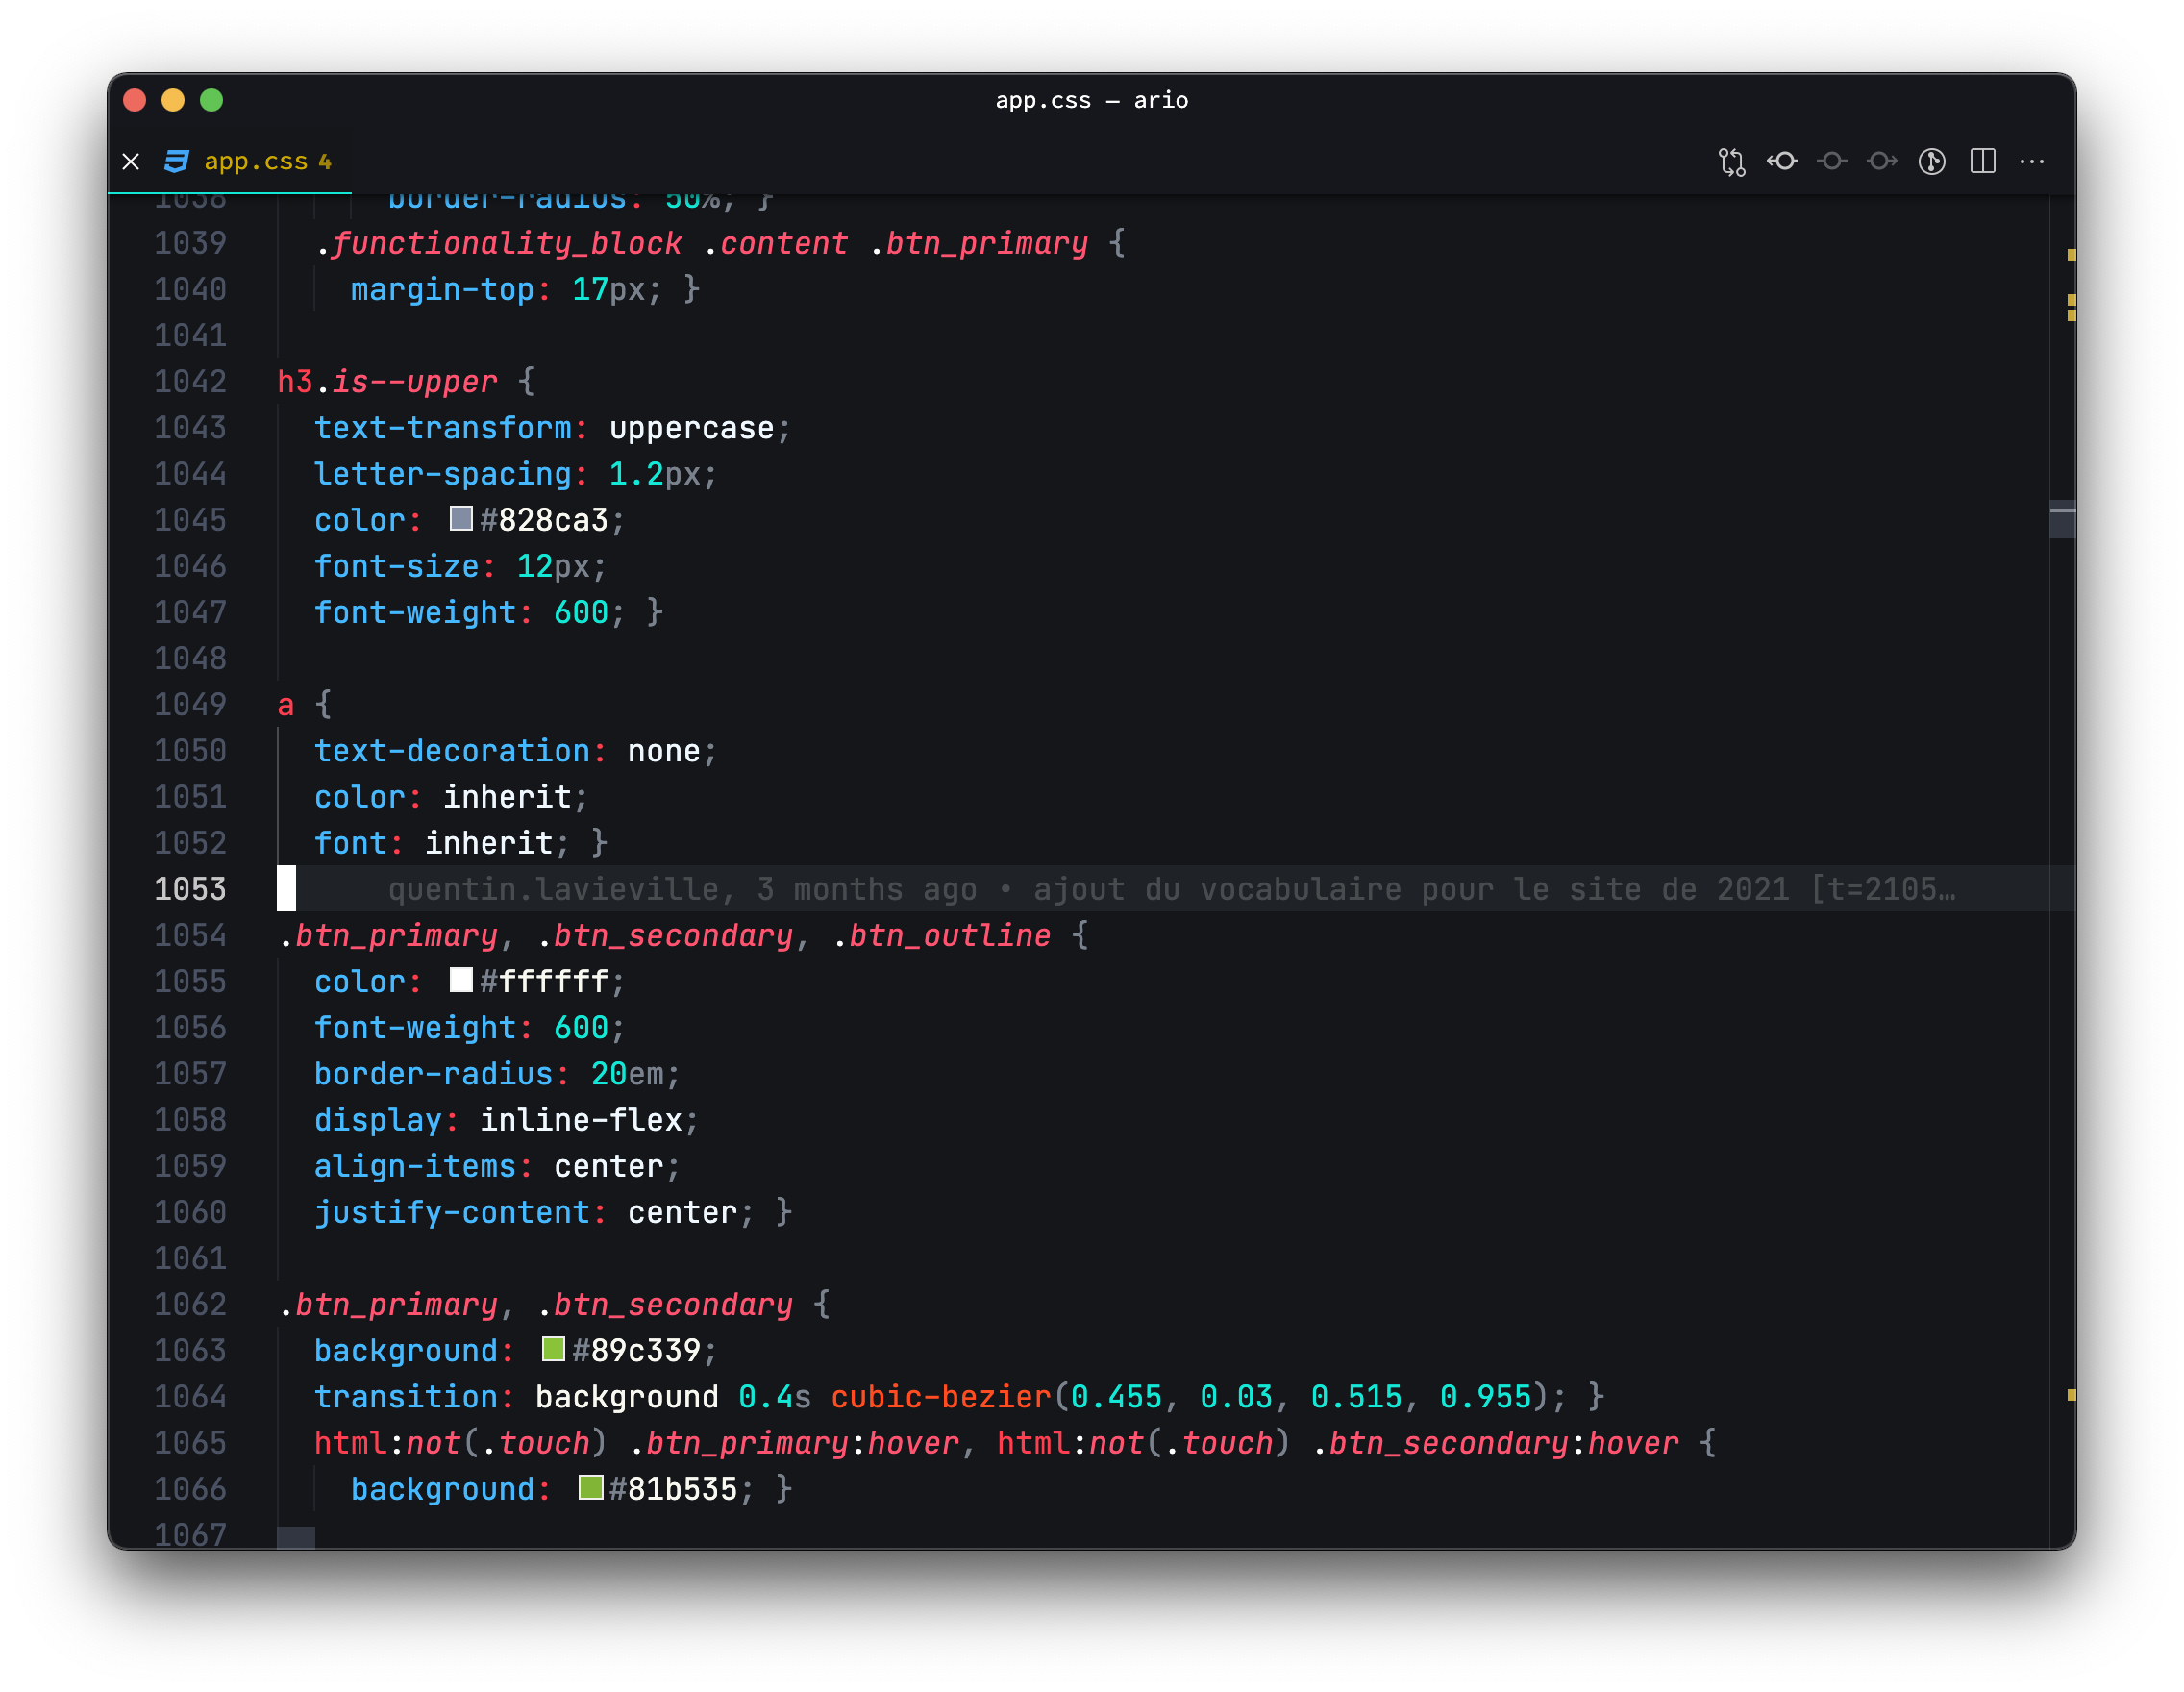 app.css — ario
app.css 4
1038 border-radius: 50%; }
1039 .functionality_block .content .btn_primary {
1040 margin-top: 17px; }
1041
1042 h3.is--upper {
1043 text-transform: uppercase;
1044 letter-spacing: 1.2px;
1045 color: #828ca3;
1046 font-size: 12px;
1047 font-weight: 600; }
1048
1049 a {
1050 text-decoration: none;
1051 color: inherit;
1052 font: inherit; }
1053 quentin.lavieville, 3 months ago • ajout du vocabulaire pour le site de 2021 [t=2105…
1054 .btn_primary, .btn_secondary, .btn_outline {
1055 color: #ffffff;
1056 font-weight: 600;
1057 border-radius: 20em;
1058 display: inline-flex;
1059 align-items: center;
1060 justify-content: center; }
1061
1062 .btn_primary, .btn_secondary {
1063 background: #89c339;
1064 transition: background 0.4s cubic-bezier(0.455, 0.03, 0.515, 0.955); }
1065 html:not(.touch) .btn_primary:hover, html:not(.touch) .btn_secondary:hover {
1066 background: #81b535; }
1067